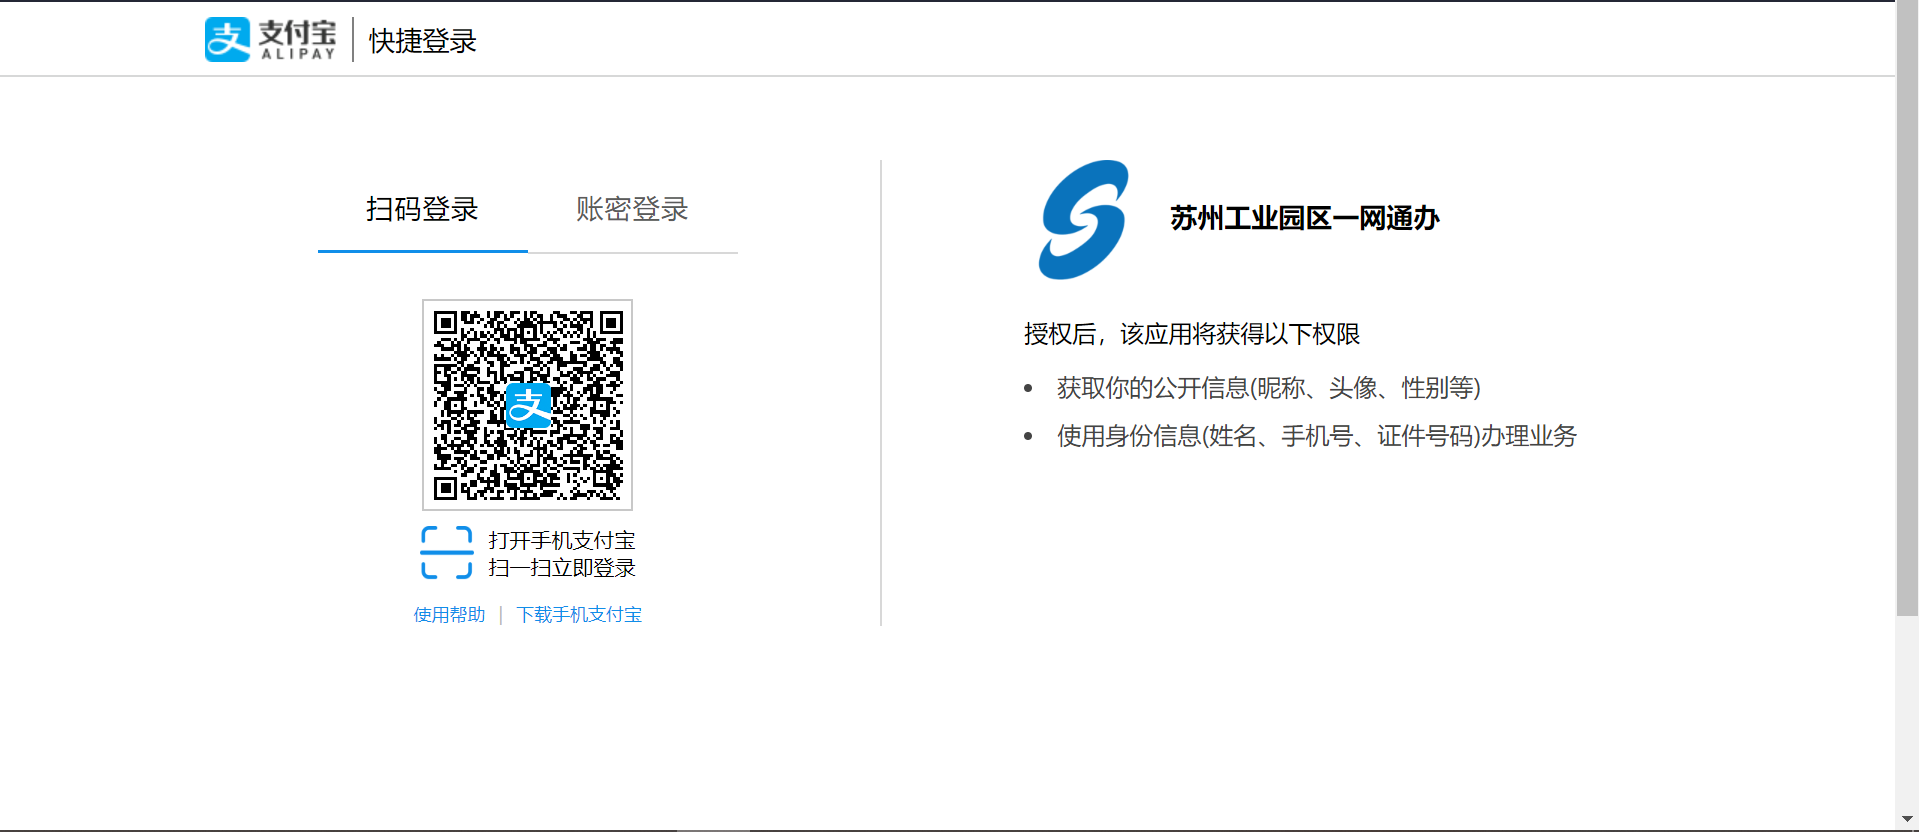 支付宝
ALIPAY
快捷登录
扫码登录
账密登录
支
打开手机支付宝
扫一扫立即登录
使用帮助 | 下载手机支付宝
苏州工业园区一网通办
授权后，该应用将获得以下权限
• 获取你的公开信息(昵称、头像、性别等)
• 使用身份信息(姓名、手机号、证件号码)办理业务